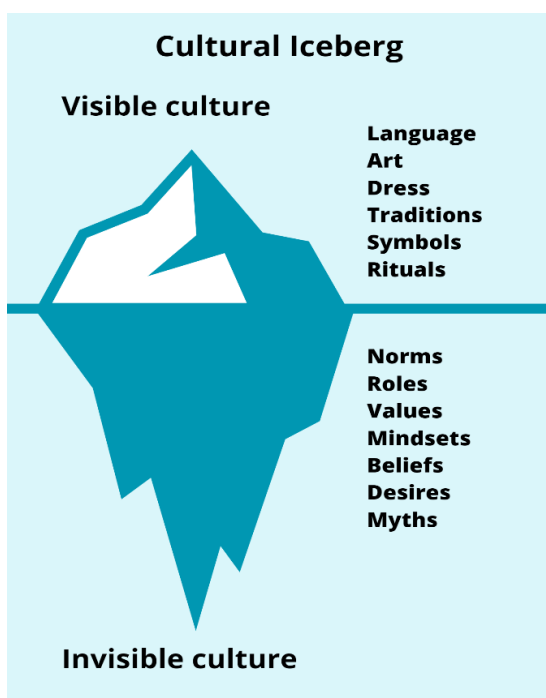 Cultural Iceberg
Visible culture
Language
Art
Dress
Traditions
Symbols
Rituals
Norms
Roles
Values
Mindsets
Beliefs
Desires
Myths
Invisible culture